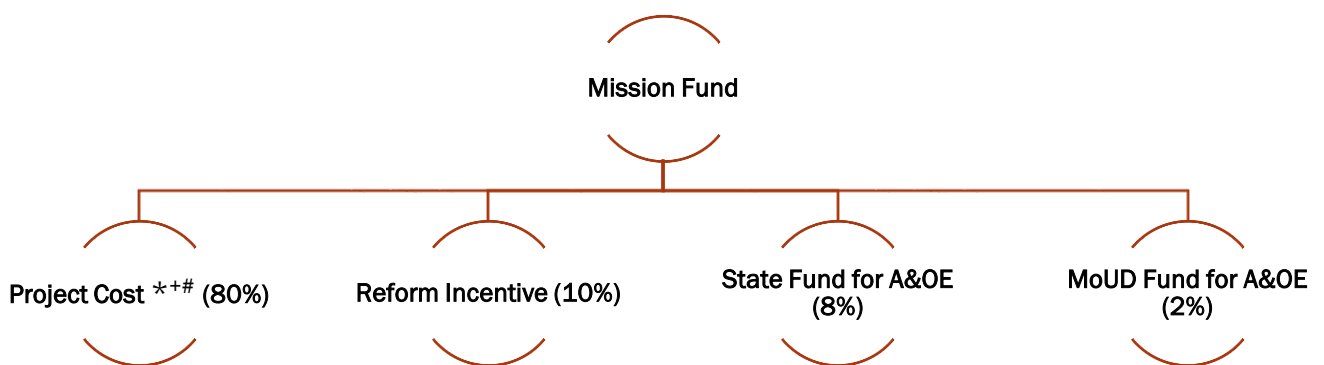 Mission Fund
Project Cost *+# (80%)
Reform Incentive (10%)
State Fund for A&OE
(8%)
MoUD Fund for A&OE
(2%)